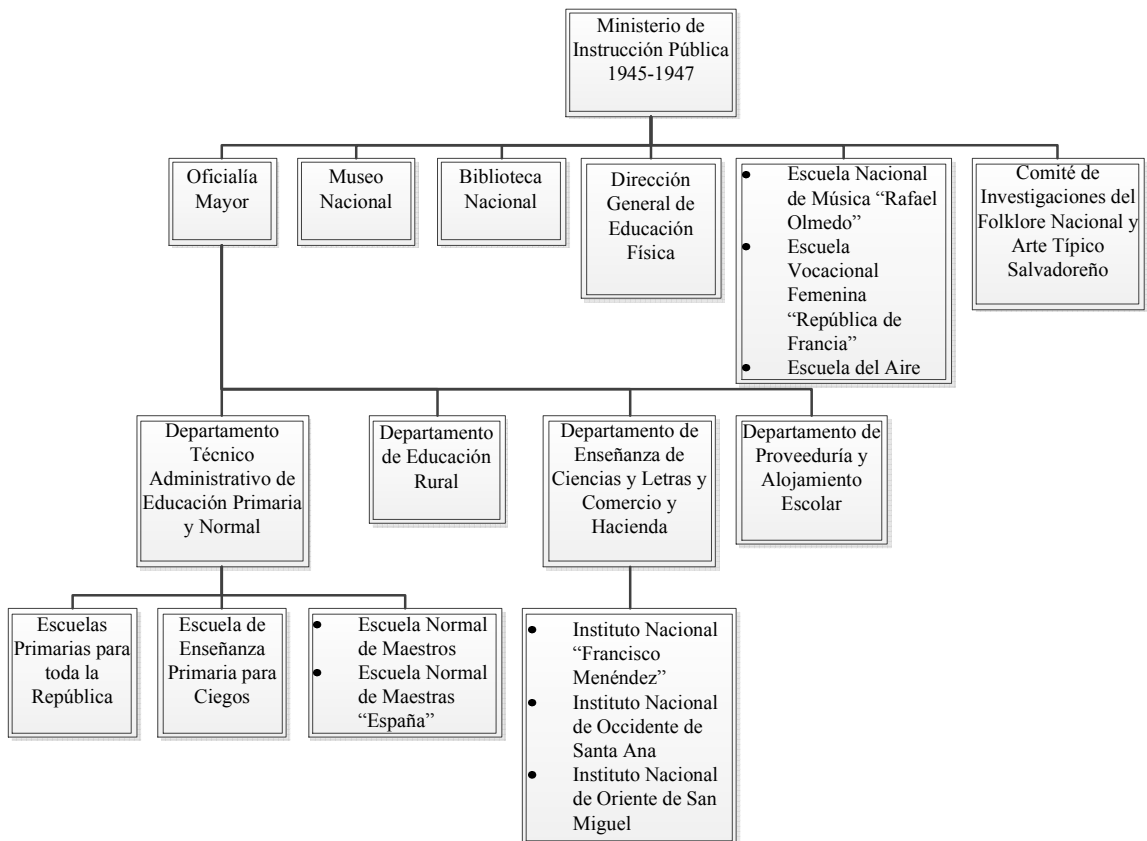 Ministerio de
Instrucción Pública
1945-1947
Oficialía
Mayor
Museo
Nacional
Biblioteca
Nacional
Dirección
General de
Educación
Física
• Escuela Nacional
de Música “Rafael
Olmedo”
• Escuela
Vocacional
Femenina
“República de
Francia”
• Escuela del Aire
Comité de
Investigaciones del
Folklore Nacional y
Arte Típico
Salvadoreño
Departamento
Técnico
Administrativo de
Educación Primaria
y Normal
Departamento
de Educación
Rural
Departamento de
Enseñanza de
Ciencias y Letras y
Comercio y
Hacienda
Departamento de
Proveeduría y
Alojamiento
Escolar
Escuelas
Primarias para
toda la
República
Escuela de
Enseñanza
Primaria para
Ciegos
• Escuela Normal
de Maestros
• Escuela Normal
de Maestras
“España”
• Instituto Nacional
“Francisco
Menéndez”
• Instituto Nacional
de Occidente de
Santa Ana
• Instituto Nacional
de Oriente de San
Miguel